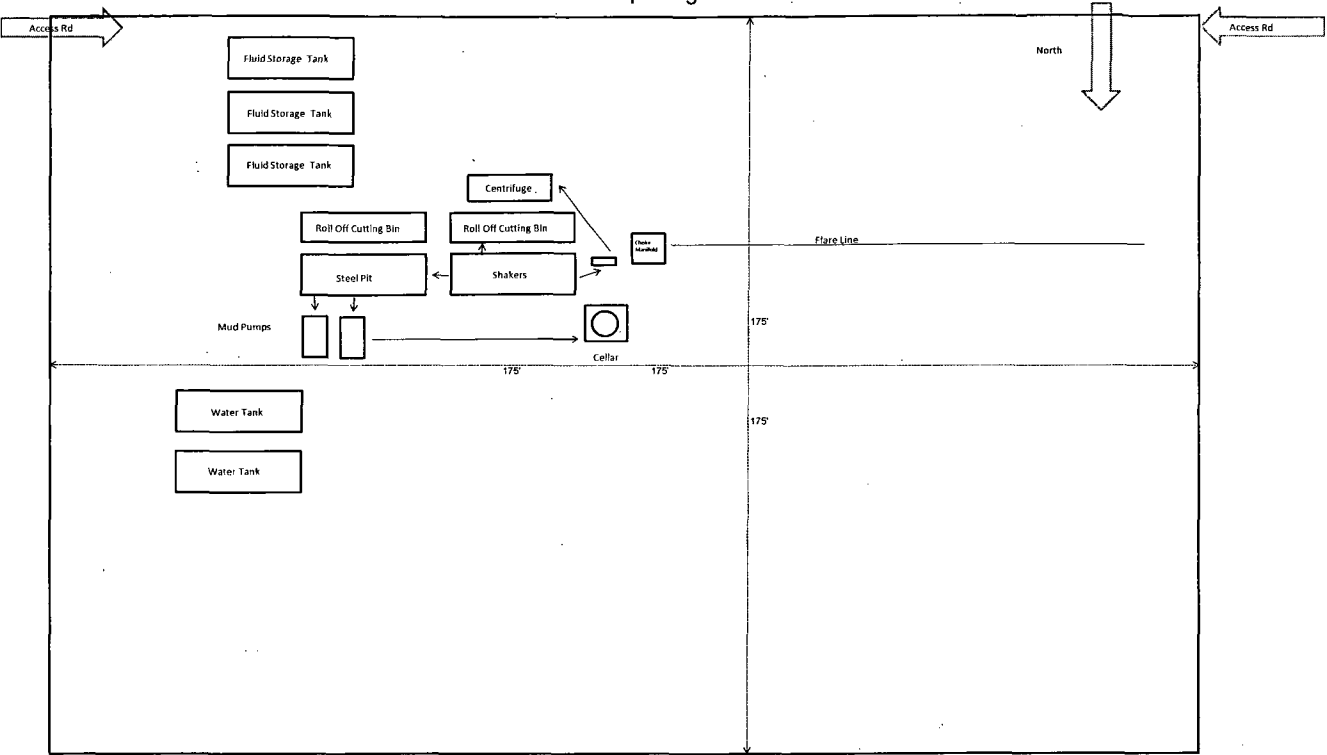 Access Rd
Access Rd
North
Fluid Storage Tank
Fluid Storage Tank
Fluid Storage Tank
Centrifuge
Roll Off Cutting Bin
Roll Off Cutting Bin
Choke
Manifold
Flare Line
Steel Pit
Shakers
Mud Pumps
175'
Cellar
175'
175'
Water Tank
175'
Water Tank